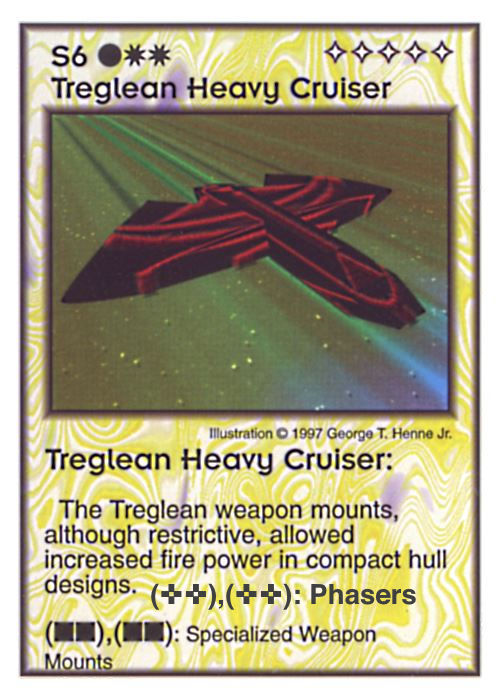 S6 ●✷✷ ✧✧✧✧✧
Treglean Heavy Cruiser
Illustration © 1997 George T. Henne Jr.
Treglean Heavy Cruiser:
The Treglean weapon mounts,
although restrictive, allowed
increased fire power in compact hull
designs. (✤✤),(✤✤): Phasers
(■■),(■■): Specialized Weapon
Mounts